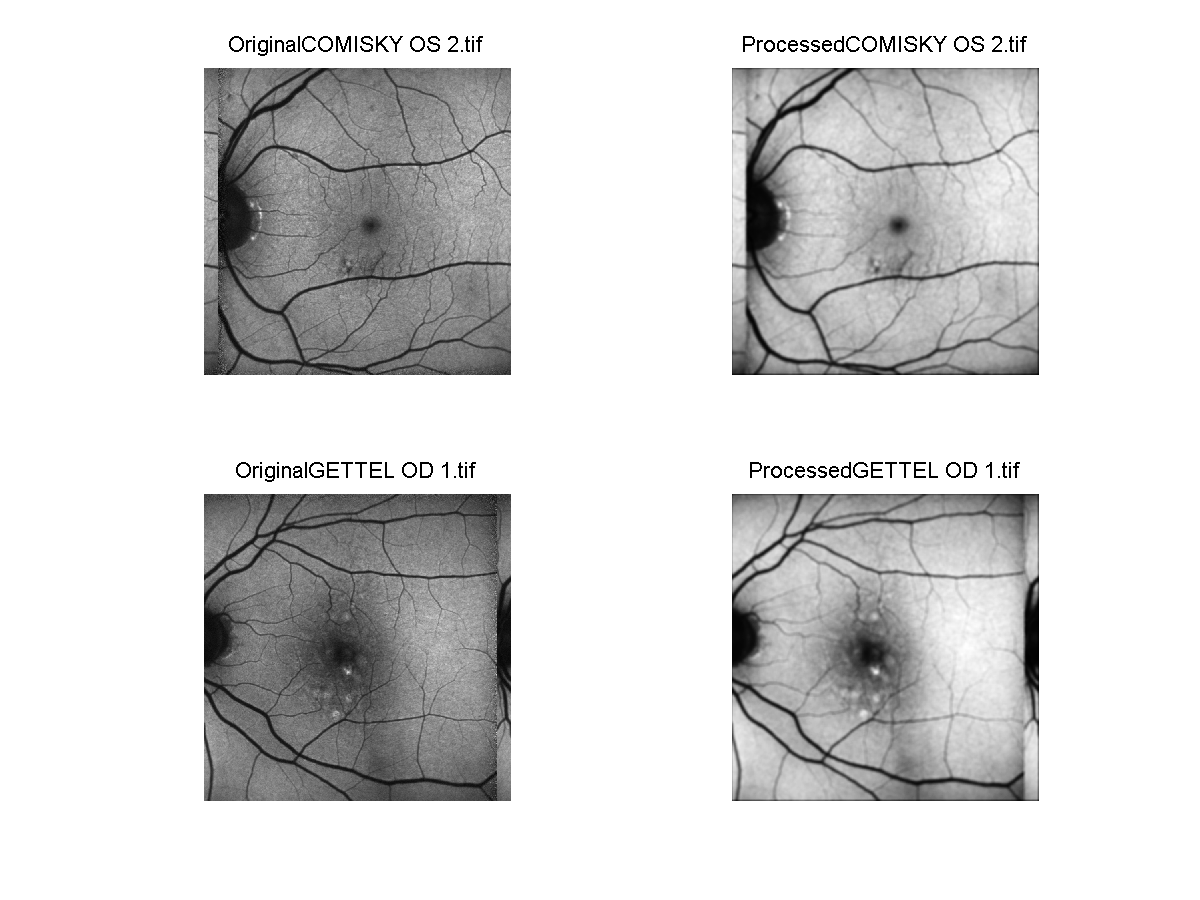 OriginalCOMISKY OS 2.tif
ProcessedCOMISKY OS 2.tif
OriginalGETTEL OD 1.tif
ProcessedGETTEL OD 1.tif